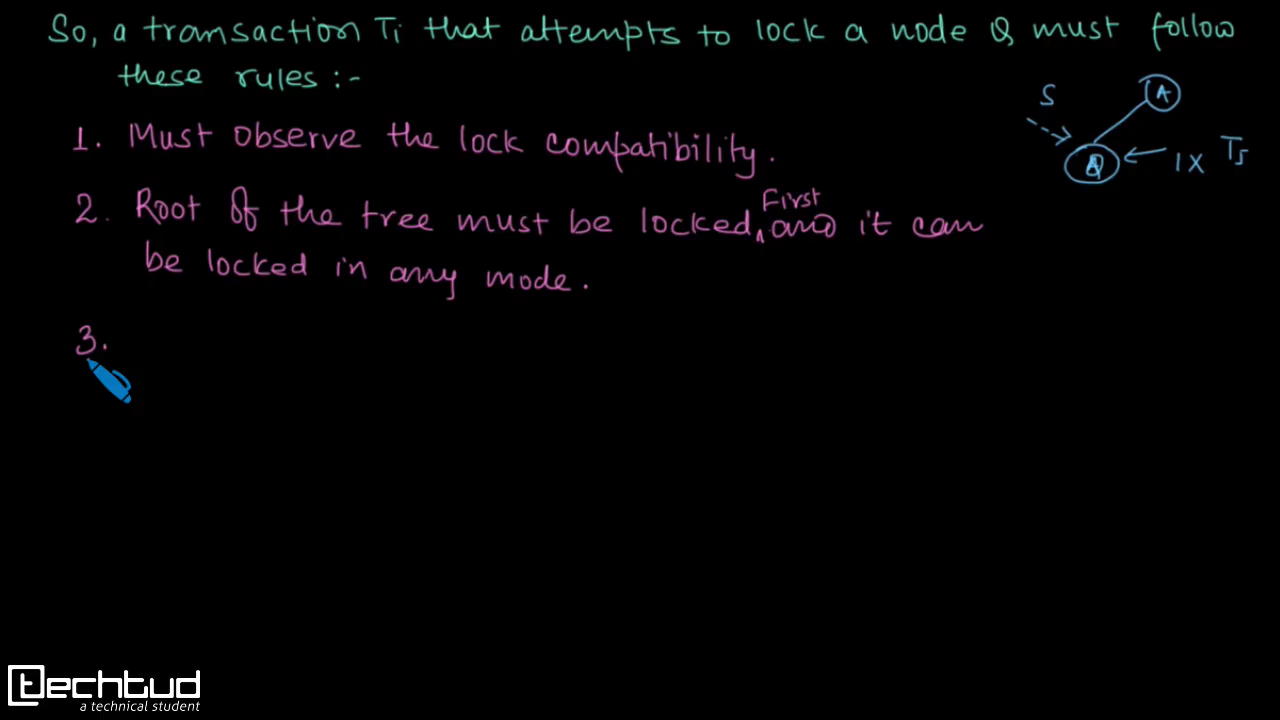 So, a transaction Ti that attempts to lock a node Q must follow
these rules :-
1. Must observe the lock compatibility.
2. Root Of the tree must be locked, First and it can
be locked in any mode.
3.
S
A
Q
IX Tj
techtud
a technical student